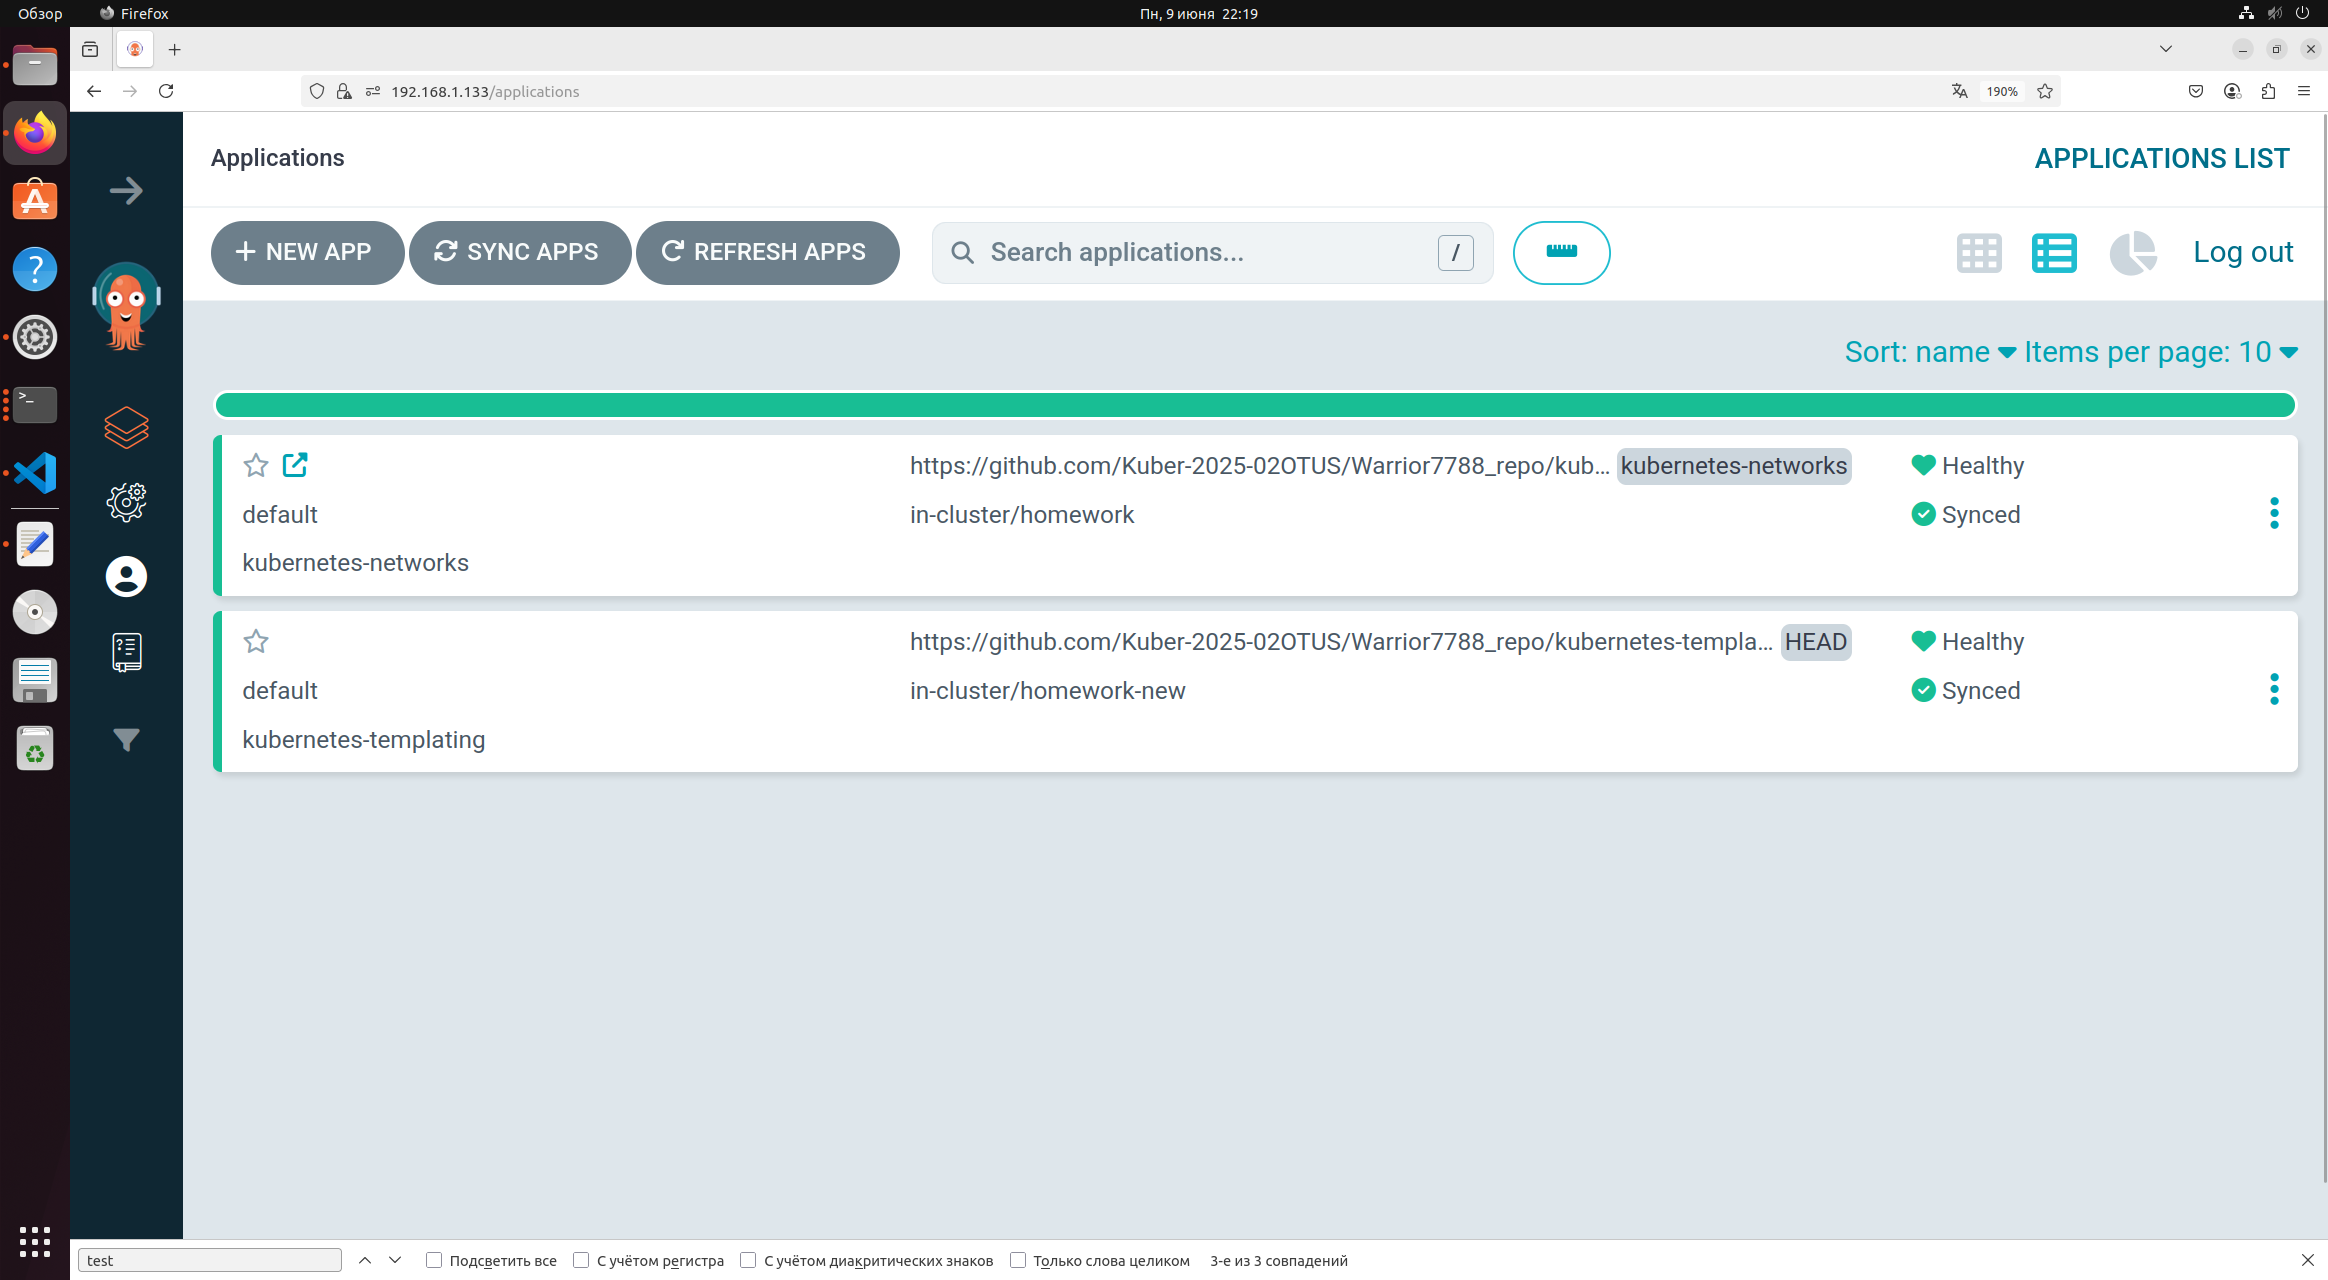 Обзор Firefox Пн, 9 июня 22:19
192.168.1.133/applications 190%
Applications APPLICATIONS LIST
NEW APP SYNC APPS REFRESH APPS Search applications... / Log out
Sort: name Items per page: 10
https://github.com/Kuber-2025-02OTUS/Warrior7788_repo/kub... kubernetes-networks Healthy
default in-cluster/homework Synced
kubernetes-networks
https://github.com/Kuber-2025-02OTUS/Warrior7788_repo/kubernetes-templa... HEAD Healthy
default in-cluster/homework-new Synced
kubernetes-templating
test Подсветить все С учётом регистра С учётом диакритических знаков Только слова целиком 3-е из 3 совпадений